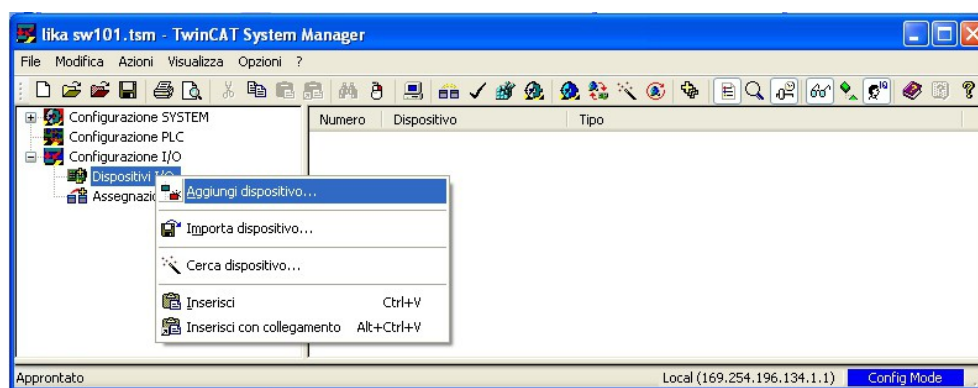 lika sw101.tsm - TwinCAT System Manager
File Modifica Azioni Visualizza Opzioni ?
Numero Dispositivo Tipo
Configurazione SYSTEM
Configurazione PLC
Configurazione I/O
Dispositivi I/O
Aggiungi dispositivo...
Importa dispositivo...
Cerca dispositivo...
Inserisci Ctrl+V
Inserisci con collegamento Alt+Ctrl+V
Approntato Local (169.254.196.134.1.1) Config Mode